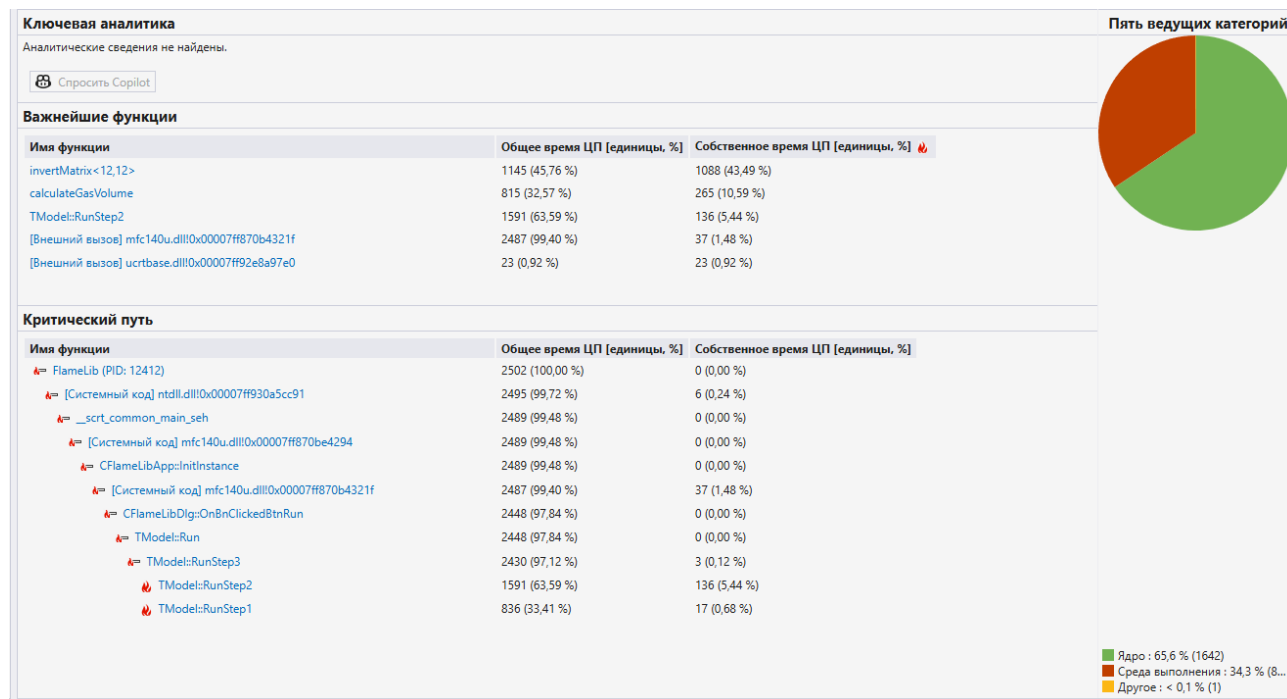 Ключевая аналитика
Аналитические сведения не найдены.
Спросить Copilot
Важнейшие функции
Имя функции Общее время ЦП [единицы, %] Собственное время ЦП [единицы, %]
invertMatrix<12,12> 1145 (45,76 %) 1088 (43,49 %)
calculateGasVolume 815 (32,57 %) 265 (10,59 %)
TModel::RunStep2 1591 (63,59 %) 136 (5,44 %)
[Внешний вызов] mfc140u.dll!0x00007ff870b4321f 2487 (99,40 %) 37 (1,48 %)
[Внешний вызов] ucrtbase.dll!0x00007ff92e8a97e0 23 (0,92 %) 23 (0,92 %)
Критический путь
Имя функции Общее время ЦП [единицы, %] Собственное время ЦП [единицы, %]
FlameLib (PID: 12412) 2502 (100,00 %) 0 (0,00 %)
[Системный код] ntdll.dll!0x00007ff930a5cc91 2495 (99,72 %) 6 (0,24 %)
__scrt_common_main_seh 2489 (99,48 %) 0 (0,00 %)
[Системный код] mfc140u.dll!0x00007ff870be4294 2489 (99,48 %) 0 (0,00 %)
CFlameLibApp::InitInstance 2489 (99,48 %) 0 (0,00 %)
[Системный код] mfc140u.dll!0x00007ff870b4321f 2487 (99,40 %) 37 (1,48 %)
CFlameLibDlg::OnBnClickedBtnRun 2448 (97,84 %) 0 (0,00 %)
TModel::Run 2448 (97,84 %) 0 (0,00 %)
TModel::RunStep3 2430 (97,12 %) 3 (0,12 %)
TModel::RunStep2 1591 (63,59 %) 136 (5,44 %)
TModel::RunStep1 836 (33,41 %) 17 (0,68 %)
Пять ведущих категорий
Ядро : 65,6 % (1642)
Среда выполнения : 34,3 % (8...
Другое : < 0,1 % (1)